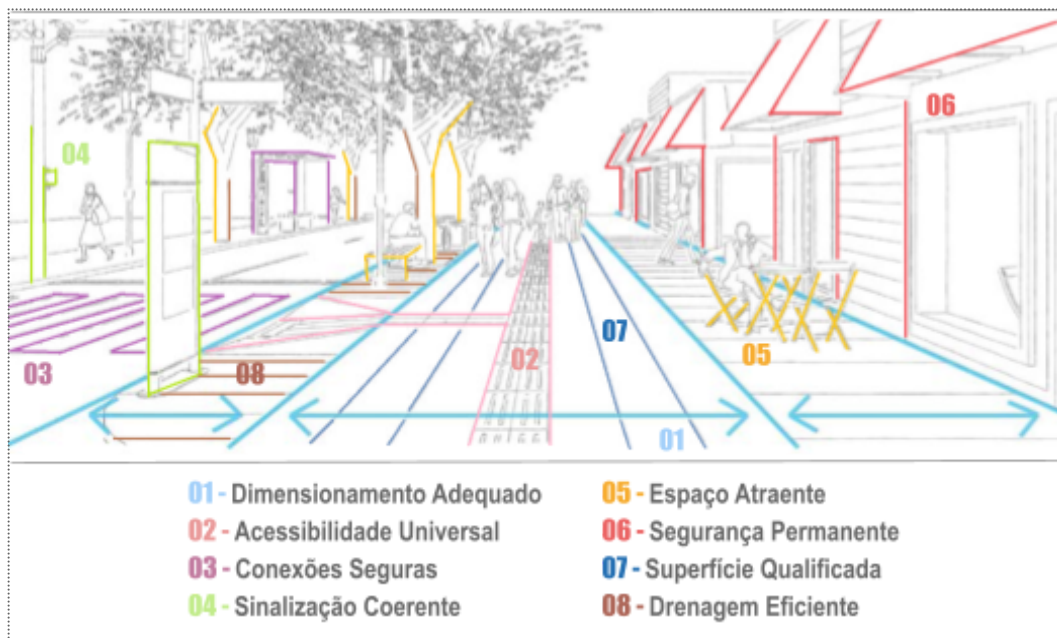 06
04
07
02
03
08
05
01
01 - Dimensionamento Adequado
02 - Acessibilidade Universal
03 - Conexões Seguras
04 - Sinalização Coerente
05 - Espaço Atraente
06 - Segurança Permanente
07 - Superfície Qualificada
08 - Drenagem Eficiente